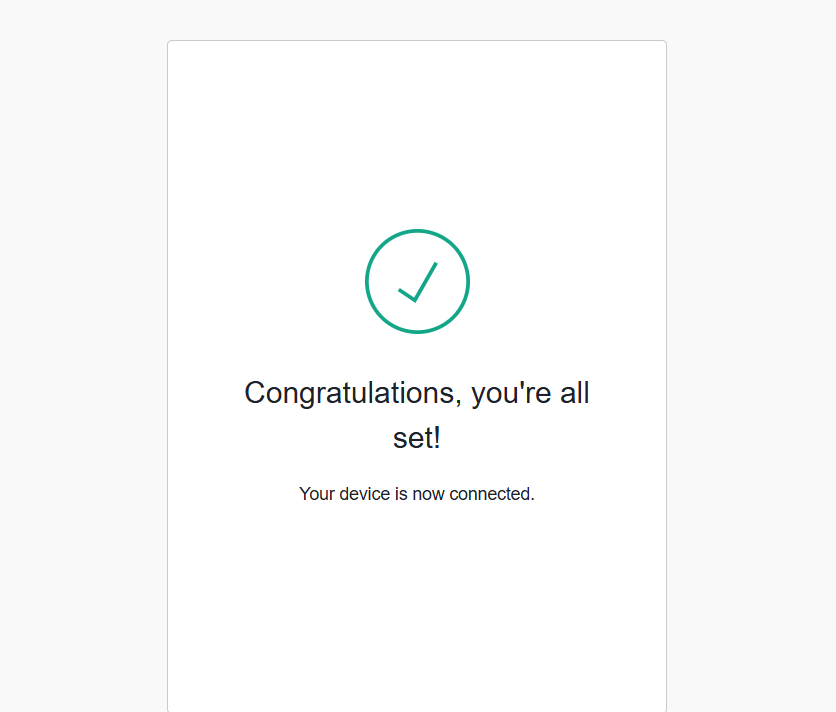 Congratulations, you're all
set!
Your device is now connected.